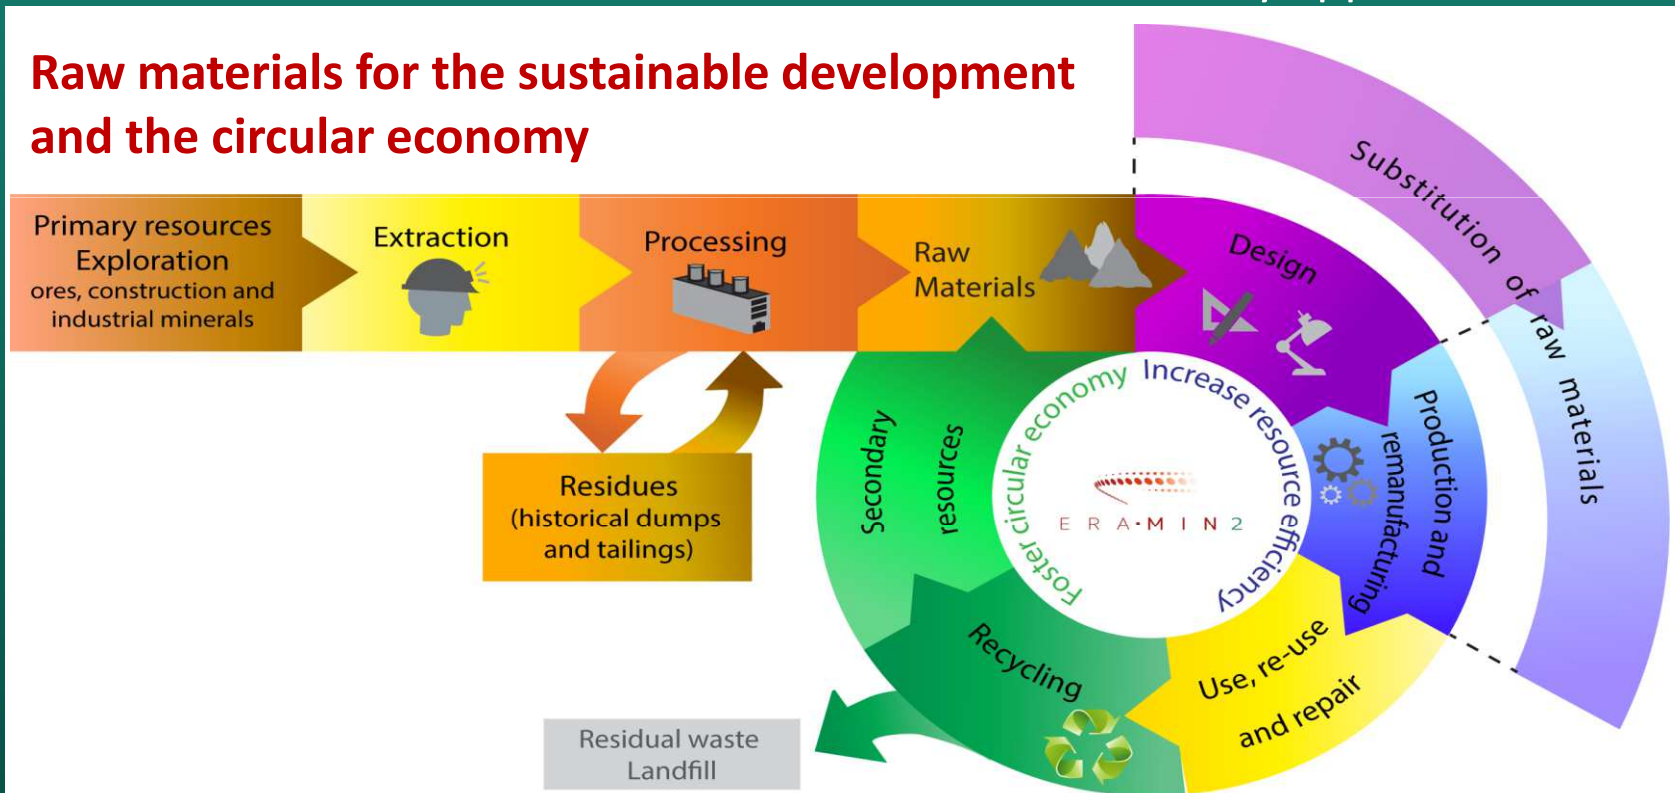 Raw materials for the sustainable development
and the circular economy
Primary resources
Exploration
ores, construction and
industrial minerals
Extraction
Processing
Raw
Materials
Design
Substitution of raw materials
Production and
remanufacturing
Use, re-use
and repair
Recycling
Secondary
resources
Foster circular economy
Increase resource efficiency
ERA-MIN2
Residues
(historical dumps
and tailings)
Residual waste
Landfill